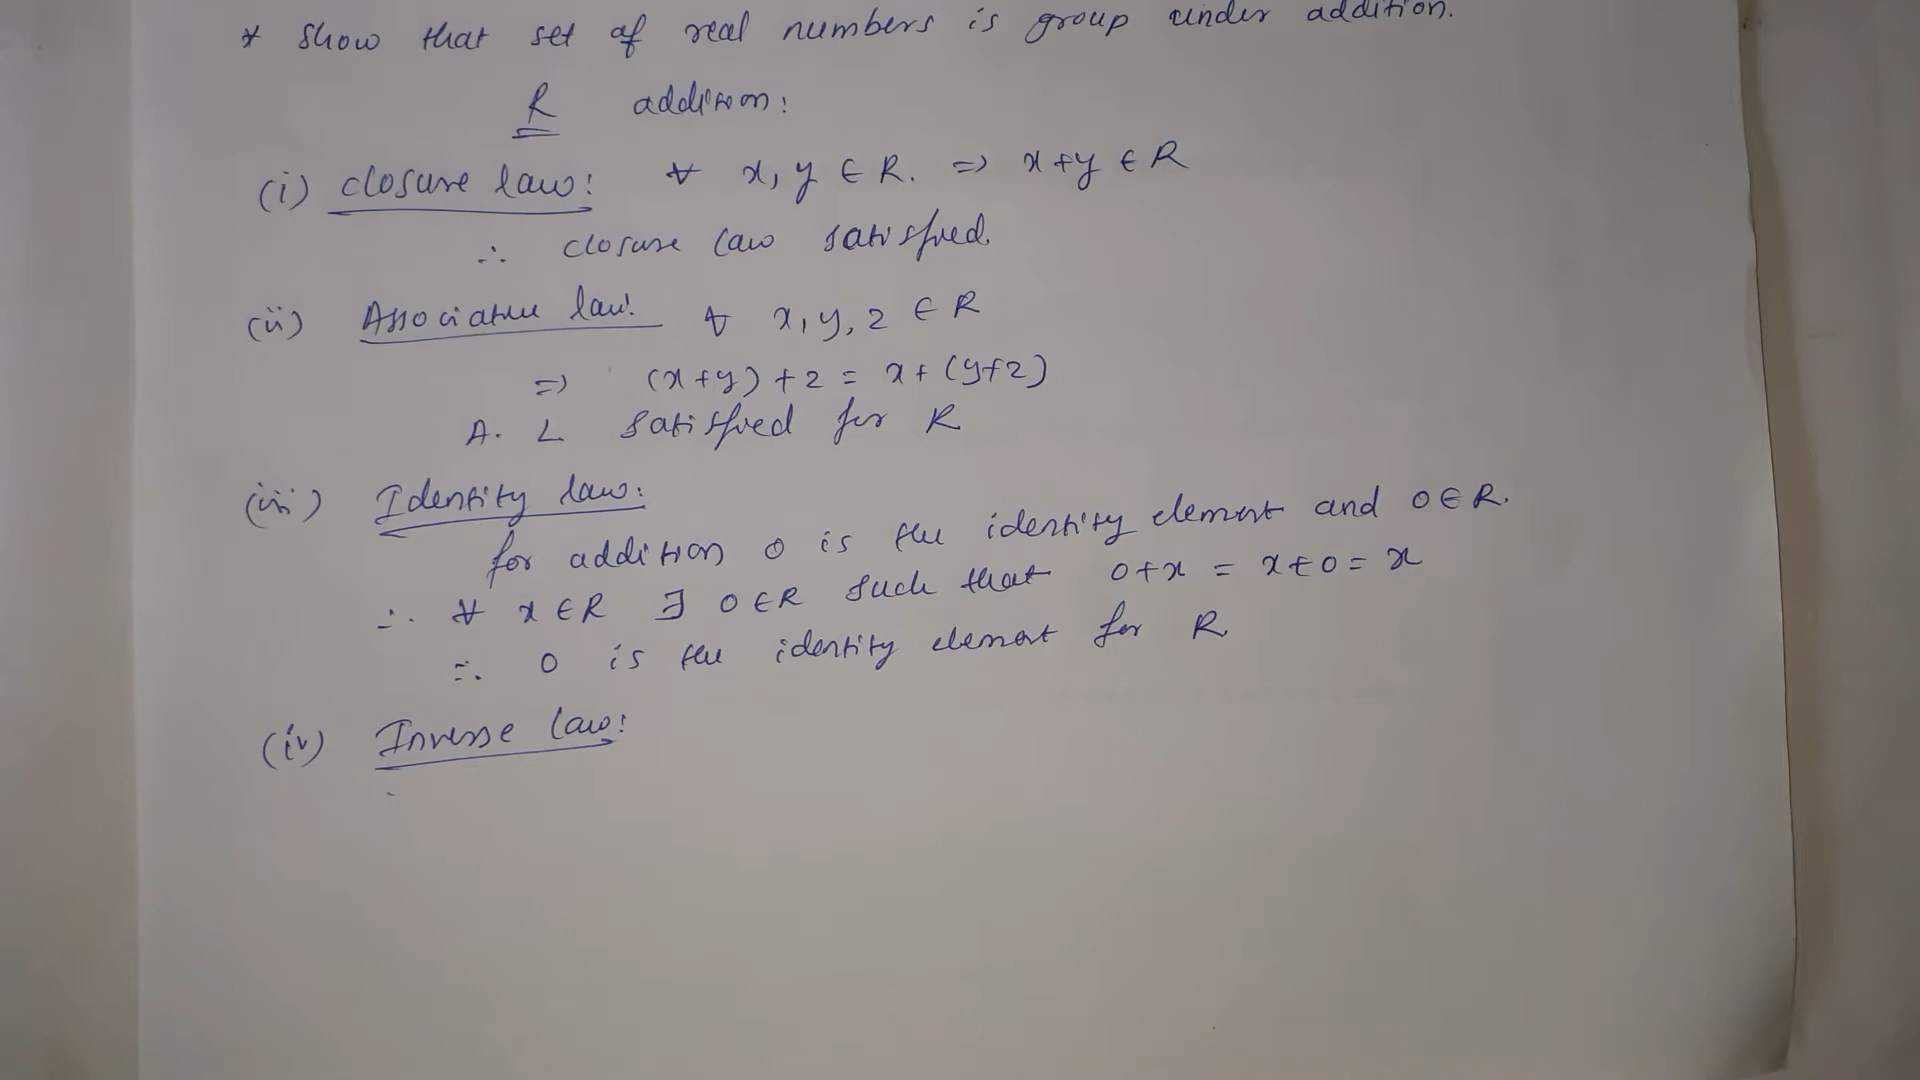 * Show that set of real numbers is group under addition.
R addition:
(i) closure law: ∀ x, y ∈ R. ⇒ x+y ∈ R
∴ closure law satisfied.
(ii) Associative law: ∀ x, y, z ∈ R
⇒ (x+y)+z = x+(y+z)
A. L satisfied for R
(iii) Identity law:
for addition 0 is the identity element and 0∈R.
∴ ∀ x∈R ∃ 0∈R such that 0+x = x+0 = x
∴ 0 is the identity element for R
(iv) Inverse law: